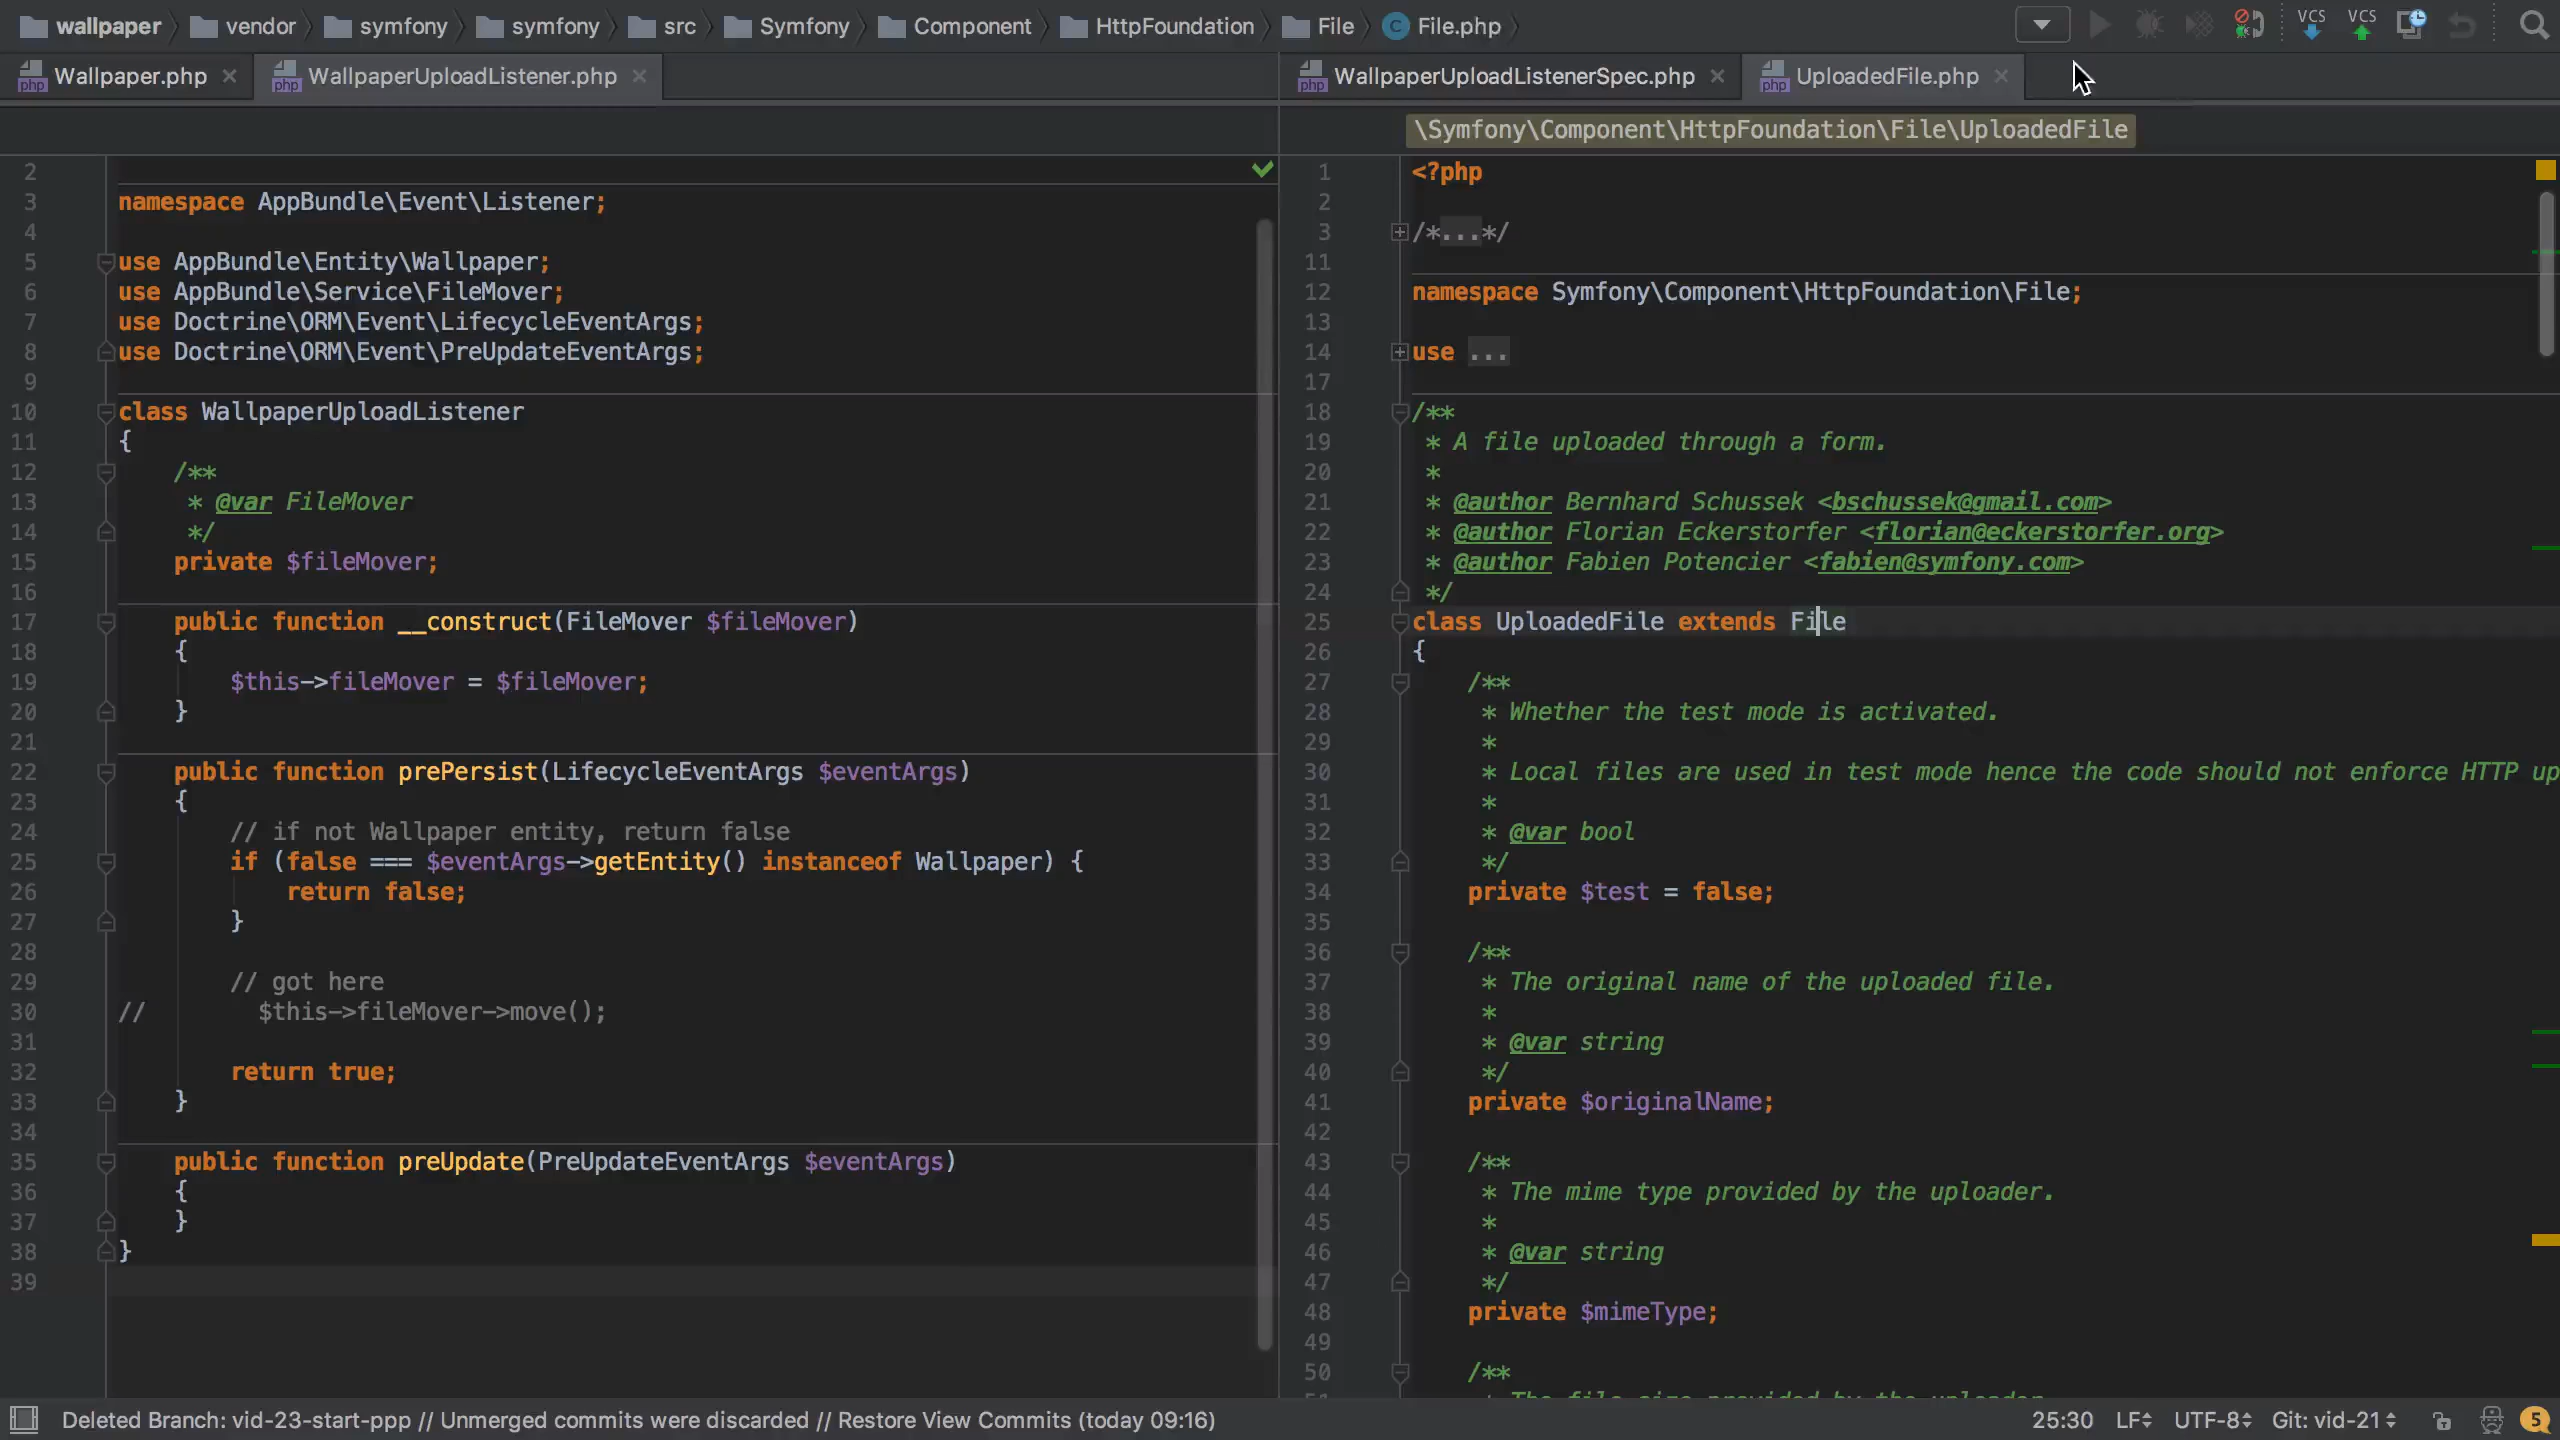 wallpaper vendor symfony symfony src Symfony Component HttpFoundation File File.php
VCS VCS
Wallpaper.php WallpaperUploadListener.php
WallpaperUploadListenerSpec.php UploadedFile.php
\Symfony\Component\HttpFoundation\File\UploadedFile
2
3 namespace AppBundle\Event\Listener;
4
5 use AppBundle\Entity\Wallpaper;
6 use AppBundle\Service\FileMover;
7 use Doctrine\ORM\Event\LifecycleEventArgs;
8 use Doctrine\ORM\Event\PreUpdateEventArgs;
9
10 class WallpaperUploadListener
11 {
12 /**
13 * @var FileMover
14 */
15 private $fileMover;
16
17 public function __construct(FileMover $fileMover)
18 {
19 $this->fileMover = $fileMover;
20 }
21
22 public function prePersist(LifecycleEventArgs $eventArgs)
23 {
24 // if not Wallpaper entity, return false
25 if (false === $eventArgs->getEntity() instanceof Wallpaper) {
26 return false;
27 }
28
29 // got here
30 // $this->fileMover->move();
31
32 return true;
33 }
34
35 public function preUpdate(PreUpdateEventArgs $eventArgs)
36 {
37 }
38 }
39
1 <?php
2
3 /*...*/
11
12 namespace Symfony\Component\HttpFoundation\File;
13
14 use ...
17
18 /**
19 * A file uploaded through a form.
20 *
21 * @author Bernhard Schussek <bschussek@gmail.com>
22 * @author Florian Eckerstorfer <florian@eckerstorfer.org>
23 * @author Fabien Potencier <fabien@symfony.com>
24 */
25 class UploadedFile extends File
26 {
27 /**
28 * Whether the test mode is activated.
29 *
30 * Local files are used in test mode hence the code should not enforce HTTP up
31 *
32 * @var bool
33 */
34 private $test = false;
35
36 /**
37 * The original name of the uploaded file.
38 *
39 * @var string
40 */
41 private $originalName;
42
43 /**
44 * The mime type provided by the uploader.
45 *
46 * @var string
47 */
48 private $mimeType;
49
50 /**
Deleted Branch: vid-23-start-ppp // Unmerged commits were discarded // Restore View Commits (today 09:16)
25:30 LF UTF-8 Git: vid-21 5